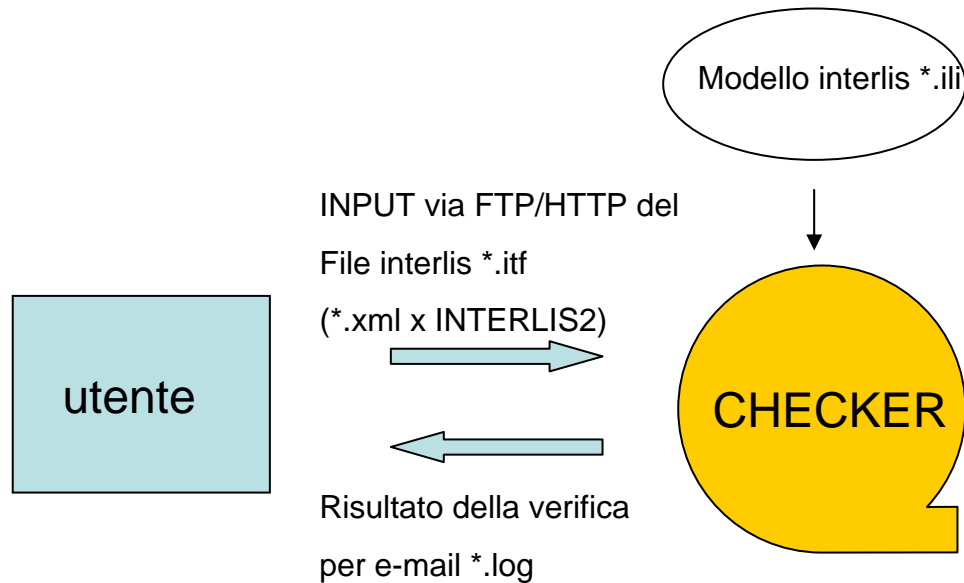 Modello interlis *.ili
INPUT via FTP/HTTP del
File interlis *.itf
(*.xml x INTERLIS2)
utente
CHECKER
Risultato della verifica
per e-mail *.log